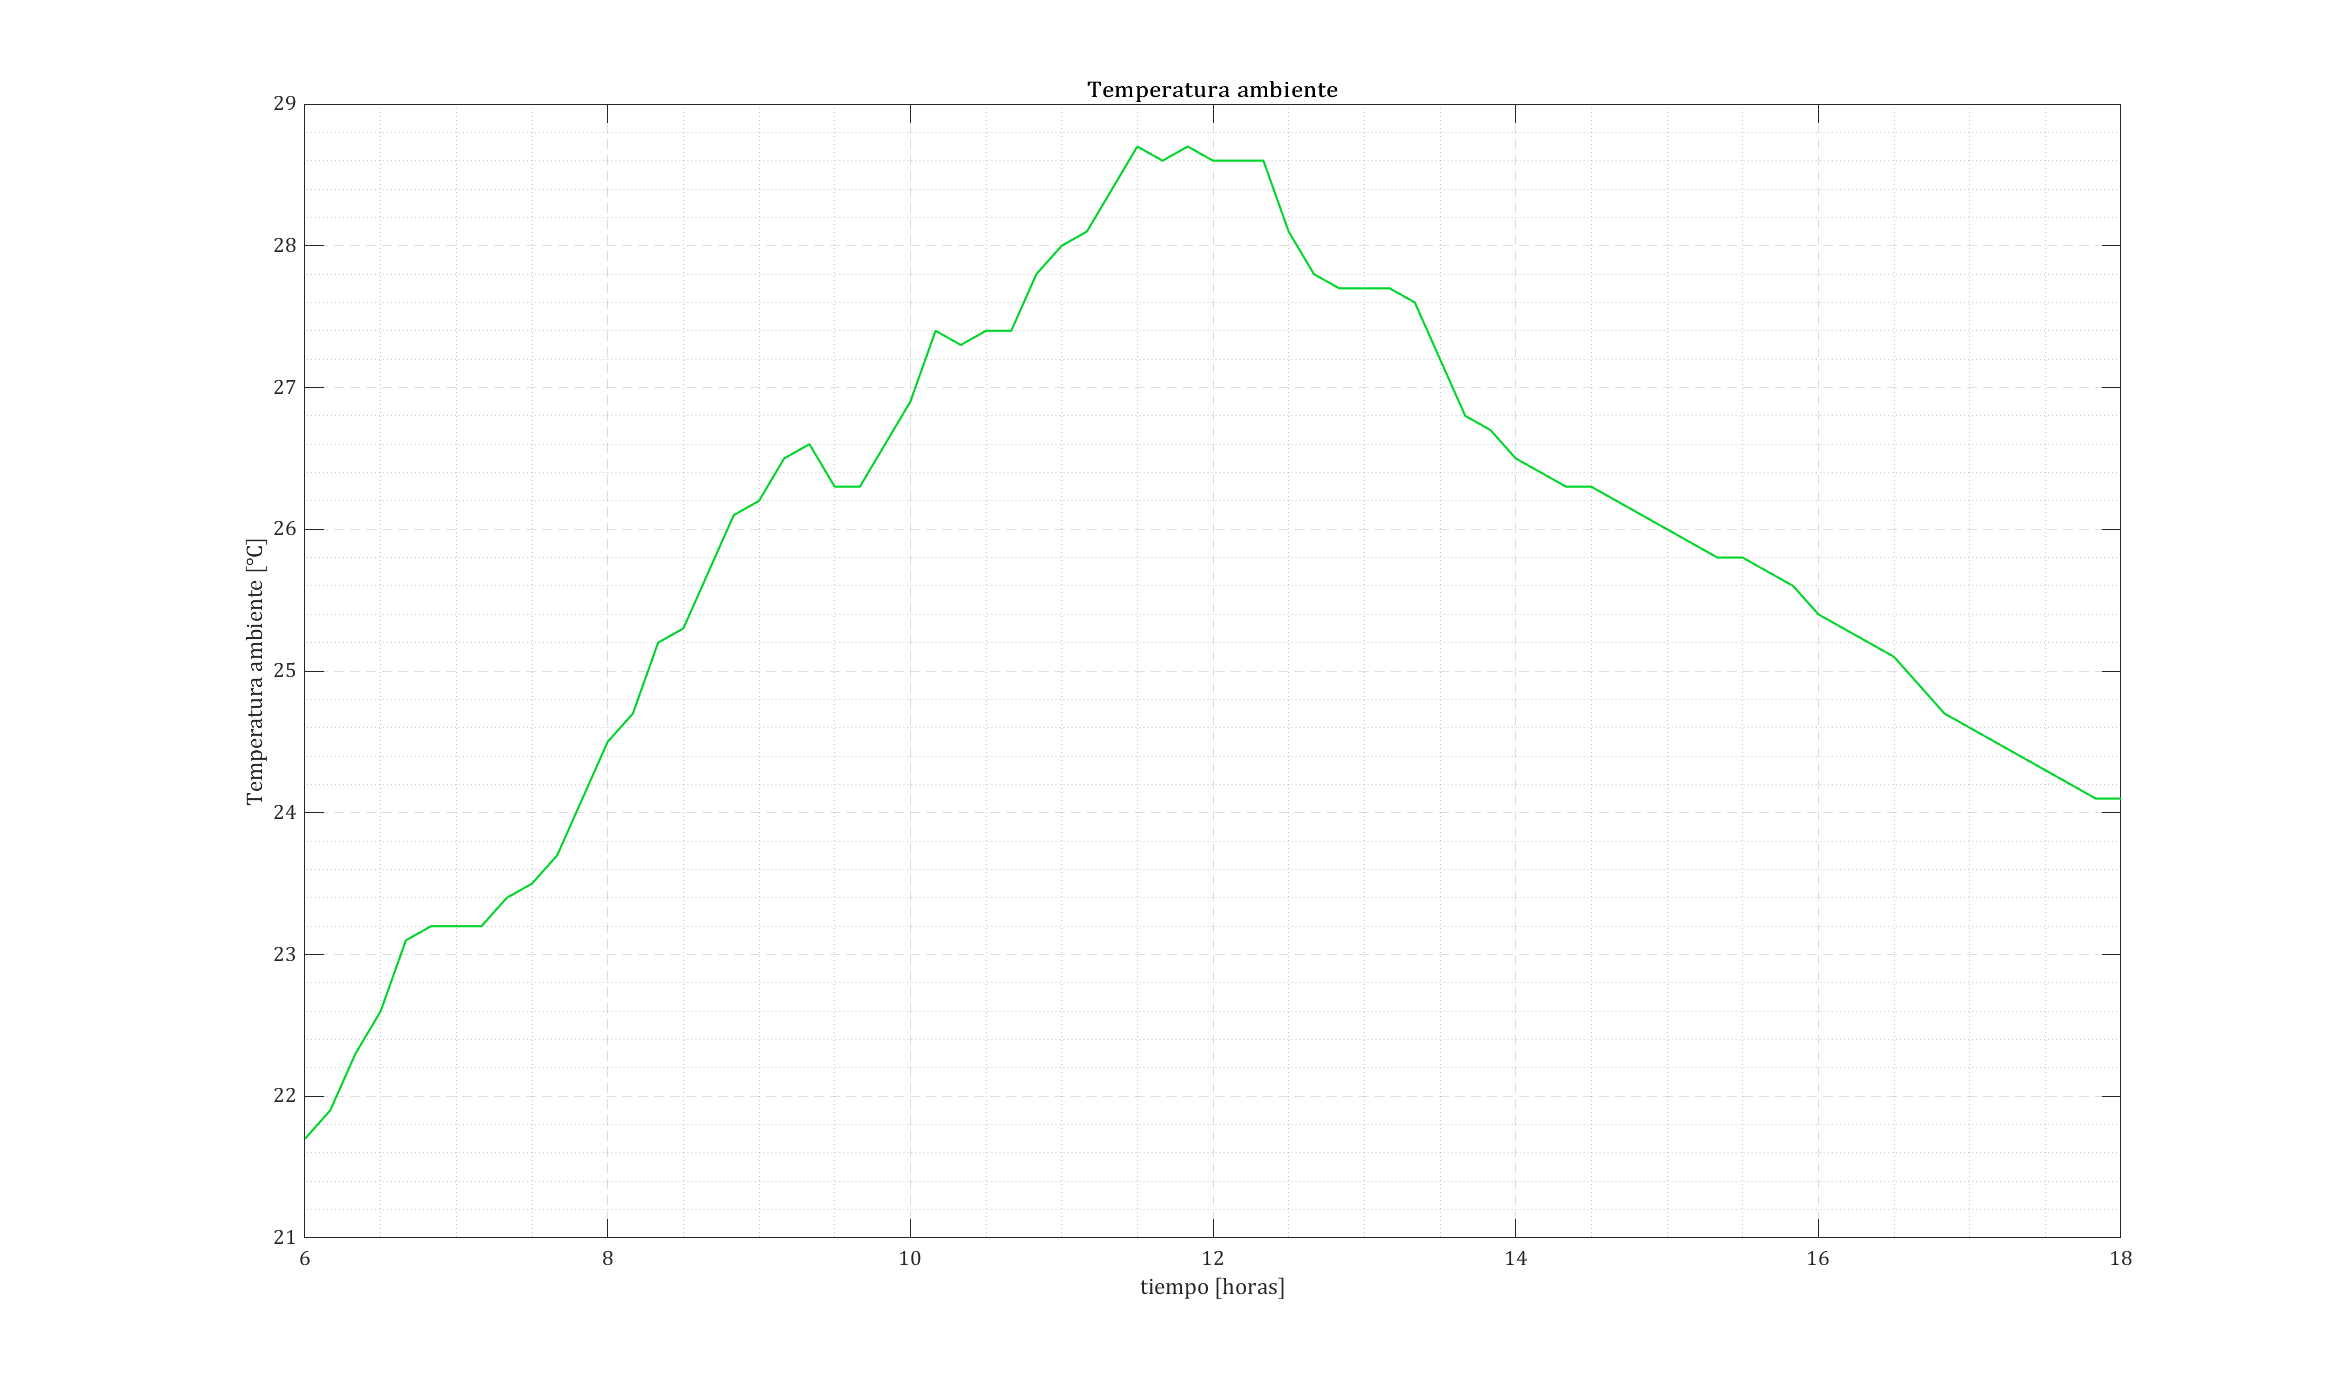 Temperatura ambiente
29
28
27
26
25
24
23
22
21
Temperatura ambiente [°C]
6 8 10 12 14 16 18
tiempo [horas]